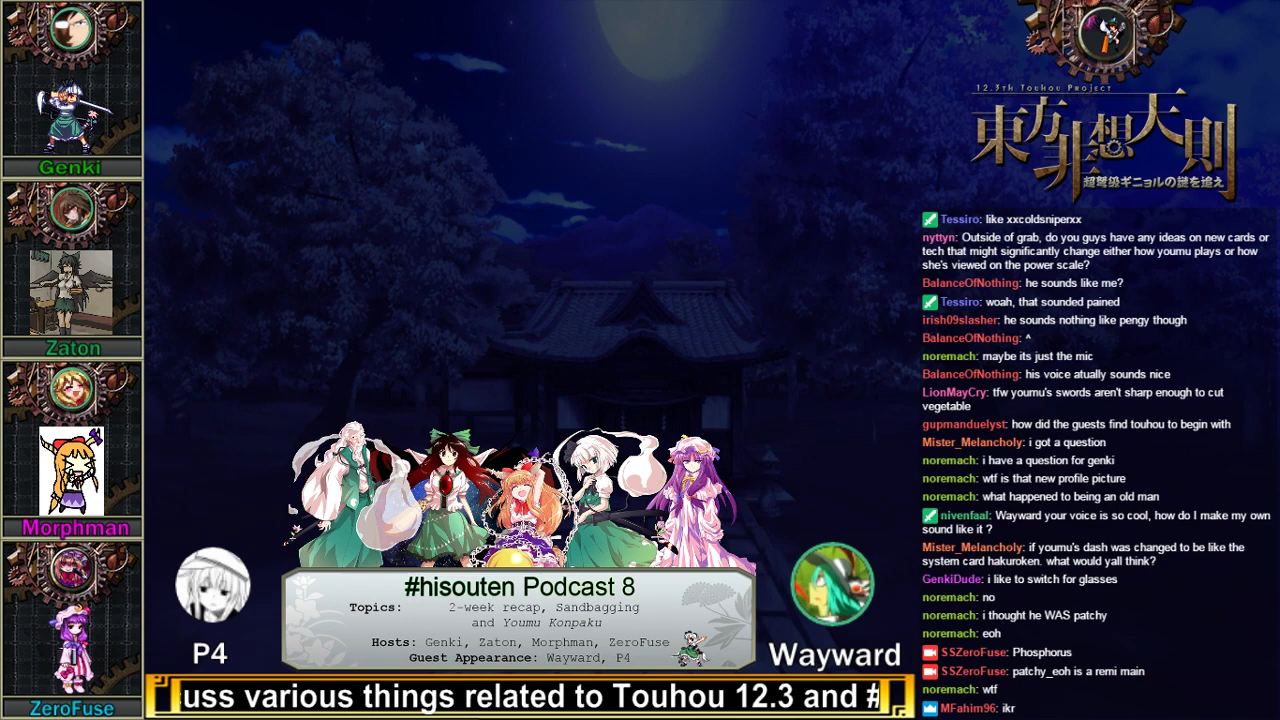 Genki
Zaton
Morphman
ZeroFuse
12.3th Touhou Project
東方非想天則
超弩級ギニョルの謎を追え
Tessiro: like xxcoldsniperxx
nyttyn: Outside of grab, do you guys have any ideas on new cards or
tech that might significantly change either how youmu plays or how
she's viewed on the power scale?
BalanceOfNothing: he sounds like me?
Tessiro: woah, that sounded pained
irish09slasher: he sounds nothing like pengy though
BalanceOfNothing: ^
noremach: maybe its just the mic
BalanceOfNothing: his voice atually sounds nice
LionMayCry: tfw youmu's swords aren't sharp enough to cut
vegetable
gupmanduelyst: how did the guests find touhou to begin with
Mister_Melancholy: i got a question
noremach: i have a question for genki
noremach: wtf is that new profile picture
noremach: what happened to being an old man
nivenfaal: Wayward your voice is so cool, how do I make my own
sound like it ?
Mister_Melancholy: if youmu's dash was changed to be like the
system card hakuroken. what would yall think?
GenkiDude: i like to switch for glasses
noremach: no
noremach: i thought he WAS patchy
noremach: eoh
SSZeroFuse: Phosphorus
SSZeroFuse: patchy_eoh is a remi main
noremach: wtf
MFahim96: ikr
P4
#hisouten Podcast 8
Topics: 2-week recap, Sandbagging
and Youmu Konpaku
Hosts: Genki, Zaton, Morphman, ZeroFuse
Guest Appearance: Wayward, P4
Wayward
uss various things related to Touhou 12.3 and #